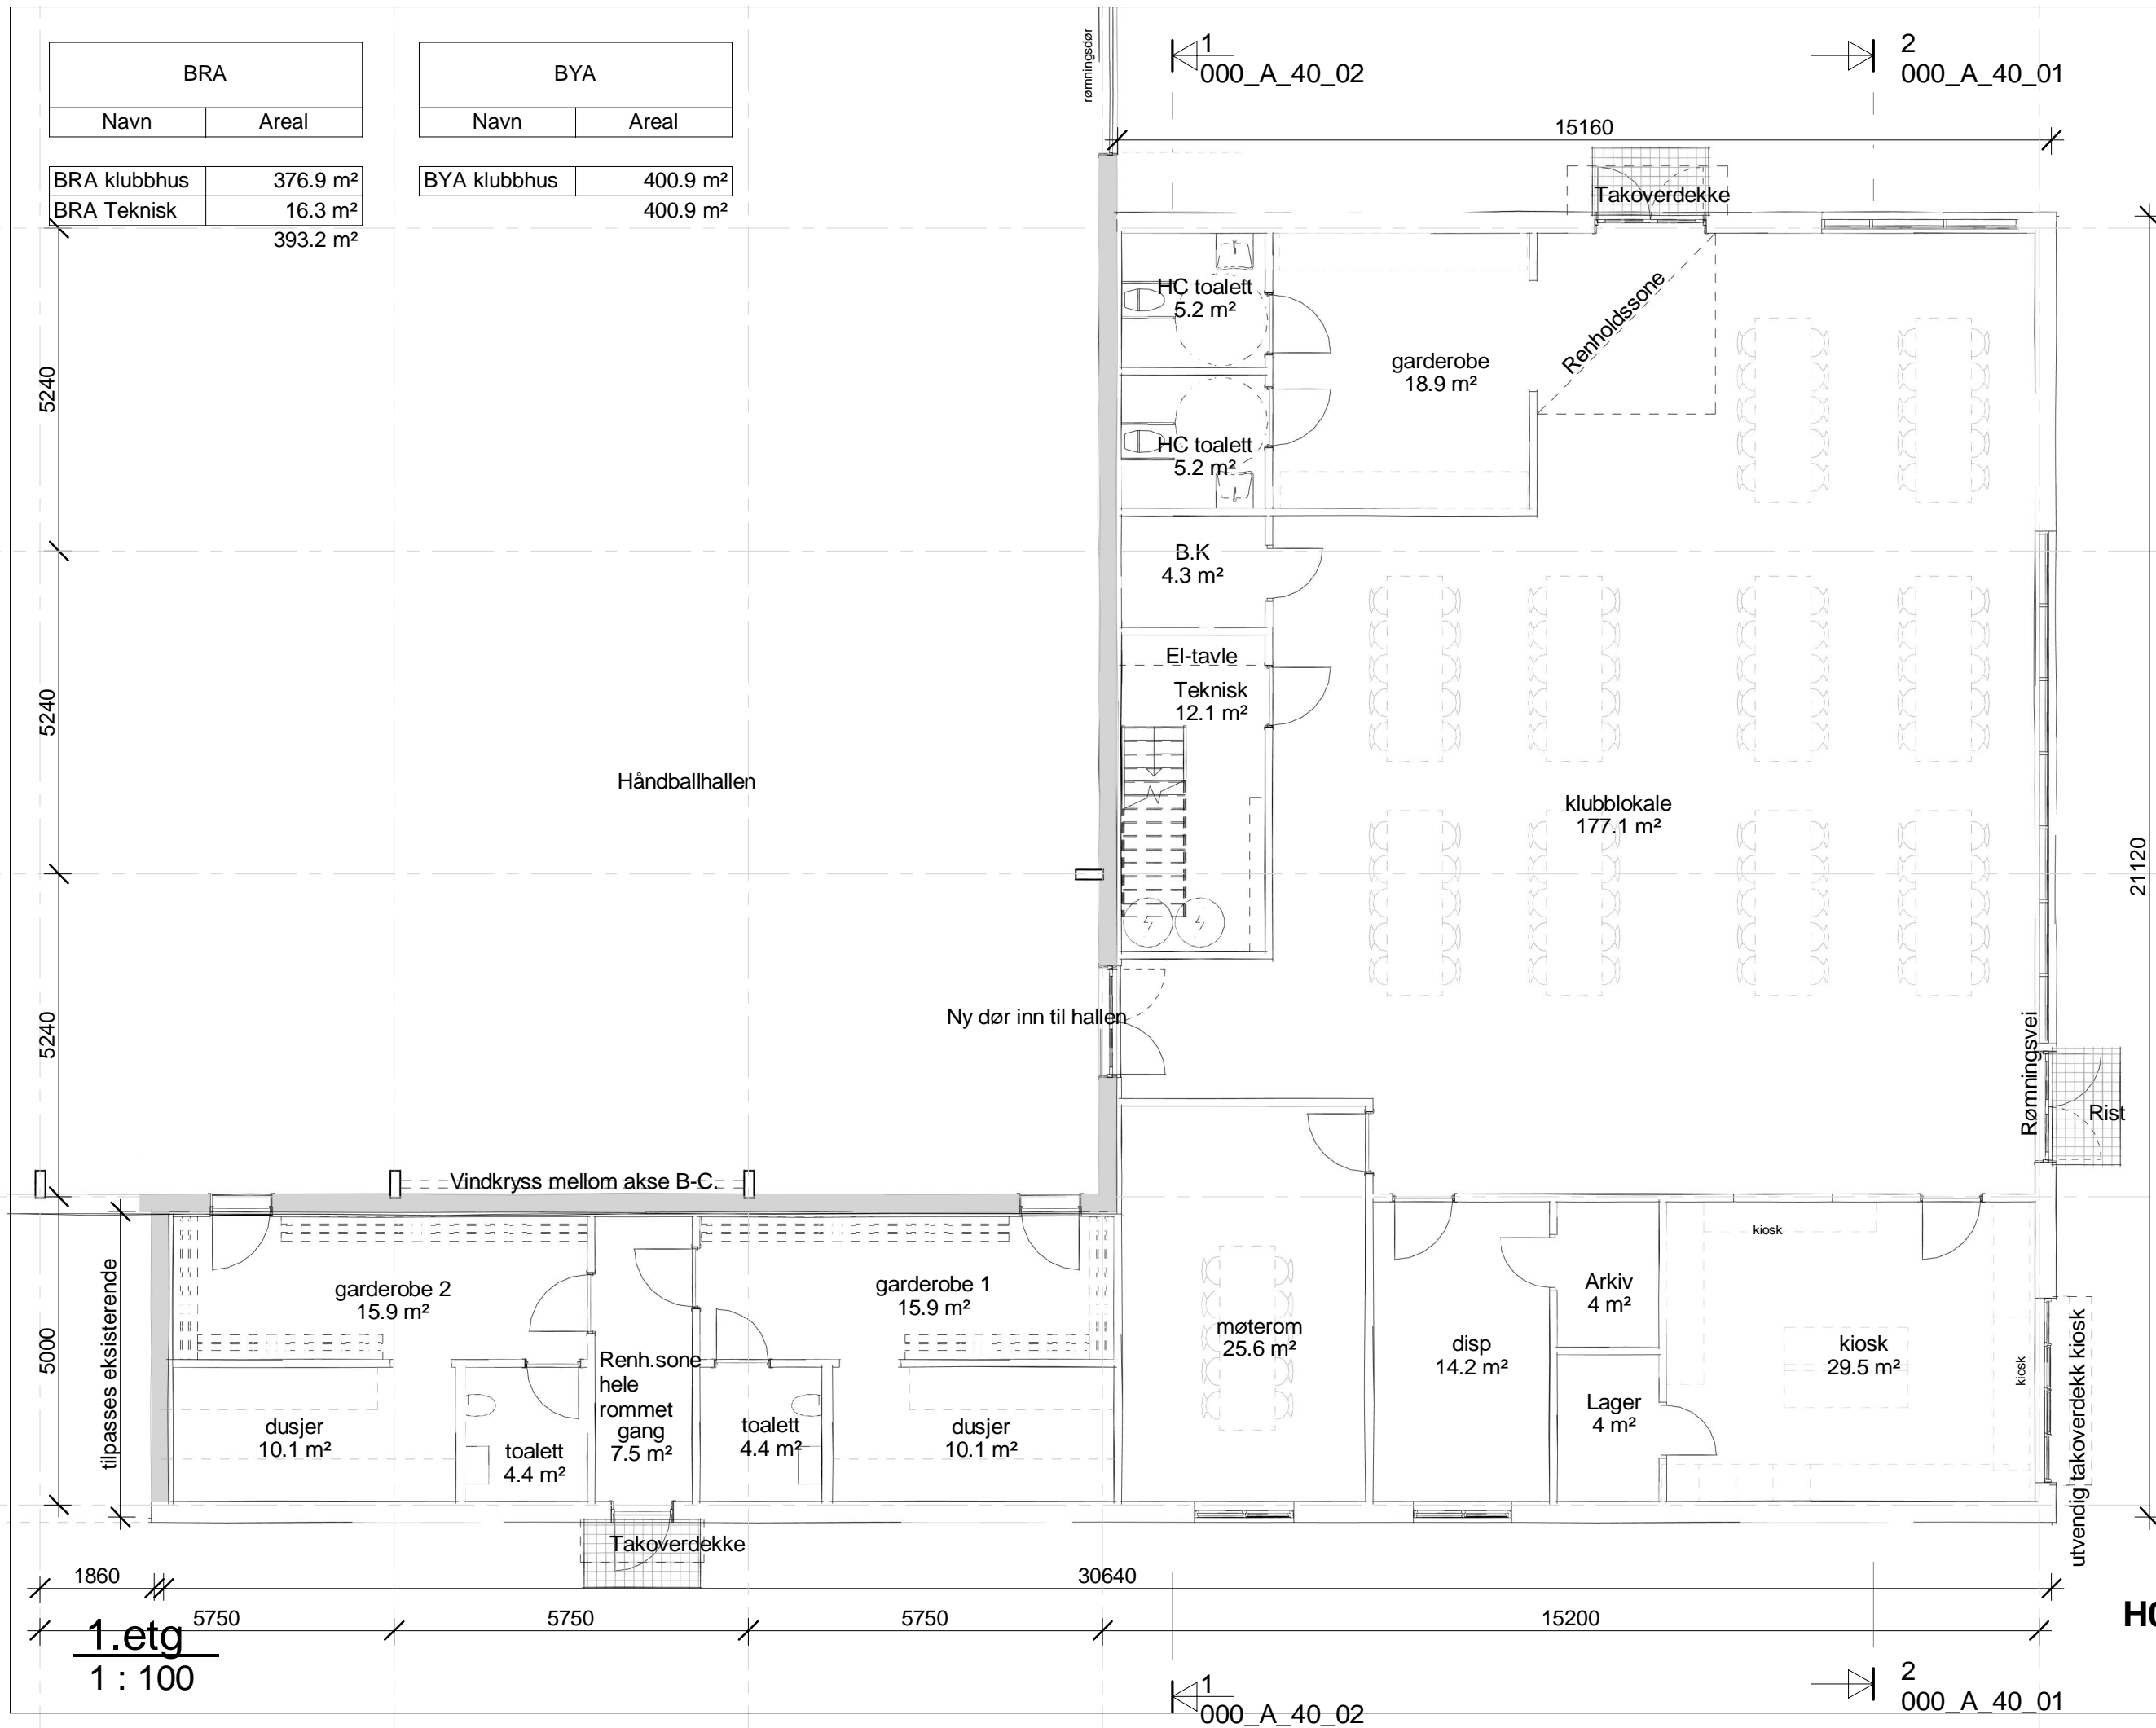 BRA
Navn Areal
BRA klubbhus 376.9 m²
BRA Teknisk 16.3 m²
393.2 m²
BYA
Navn Areal
BYA klubbhus 400.9 m²
400.9 m²
rømningsdør
1
000_A_40_02
2
000_A_40_01
15160
Takoverdekke
HC toalett
5.2 m²
garderobe
18.9 m²
Renholdssone
HC toalett
5.2 m²
B.K
4.3 m²
El-tavle
Teknisk
12.1 m²
5240
5240
5240
5000
Håndballhallen
klubblokale
177.1 m²
21120
Ny dør inn til hallen
Rømningsvei
Rist
Vindkryss mellom akse B-C.
tilpasses eksisterende
garderobe 2
15.9 m²
garderobe 1
15.9 m²
Renh.sone
hele
rommet
gang
7.5 m²
dusjer
10.1 m²
toalett
4.4 m²
toalett
4.4 m²
dusjer
10.1 m²
møterom
25.6 m²
disp
14.2 m²
Arkiv
4 m²
Lager
4 m²
kiosk
kiosk
29.5 m²
kiosk
utvendig takoverdekk kiosk
Takoverdekke
1860
30640
5750
5750
5750
15200
H0
1.etg
1 : 100
1
000_A_40_02
2
000_A_40_01